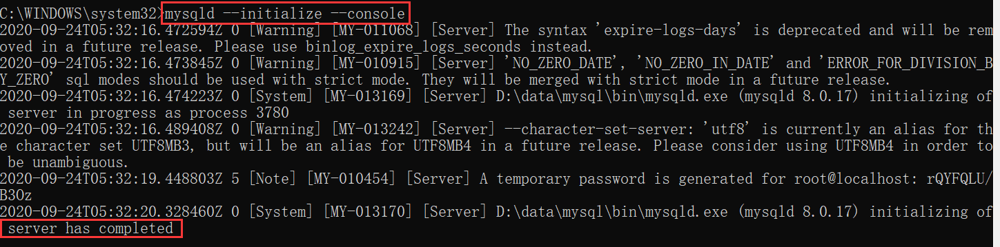 C:\WINDOWS\system32>mysqld --initialize --console
2020-09-24T05:32:16.472594Z 0 [Warning] [MY-011068] [Server] The syntax 'expire-logs-days' is deprecated and will be rem
oved in a future release. Please use binlog_expire_logs_seconds instead.
2020-09-24T05:32:16.473845Z 0 [Warning] [MY-010915] [Server] 'NO_ZERO_DATE', 'NO_ZERO_IN_DATE' and 'ERROR_FOR_DIVISION_B
Y_ZERO' sql modes should be used with strict mode. They will be merged with strict mode in a future release.
2020-09-24T05:32:16.474223Z 0 [System] [MY-013169] [Server] D:\data\mysql\bin\mysqld.exe (mysqld 8.0.17) initializing of
 server in progress as process 3780
2020-09-24T05:32:16.489408Z 0 [Warning] [MY-013242] [Server] --character-set-server: 'utf8' is currently an alias for th
e character set UTF8MB3, but will be an alias for UTF8MB4 in a future release. Please consider using UTF8MB4 in order to
 be unambiguous.
2020-09-24T05:32:19.448803Z 5 [Note] [MY-010454] [Server] A temporary password is generated for root@localhost: rQYFQLU/
B3Oz
2020-09-24T05:32:20.328460Z 0 [System] [MY-013170] [Server] D:\data\mysql\bin\mysqld.exe (mysqld 8.0.17) initializing of
 server has completed